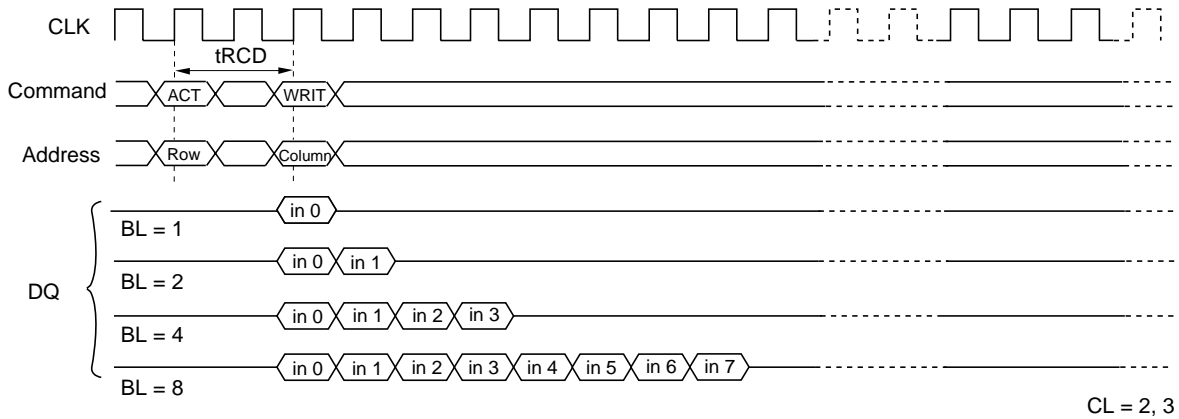 CLK
tRCD
Command ACT WRIT
Address Row Column
DQ
in 0
BL = 1
in 0 in 1
BL = 2
in 0 in 1 in 2 in 3
BL = 4
in 0 in 1 in 2 in 3 in 4 in 5 in 6 in 7
BL = 8
CL = 2, 3